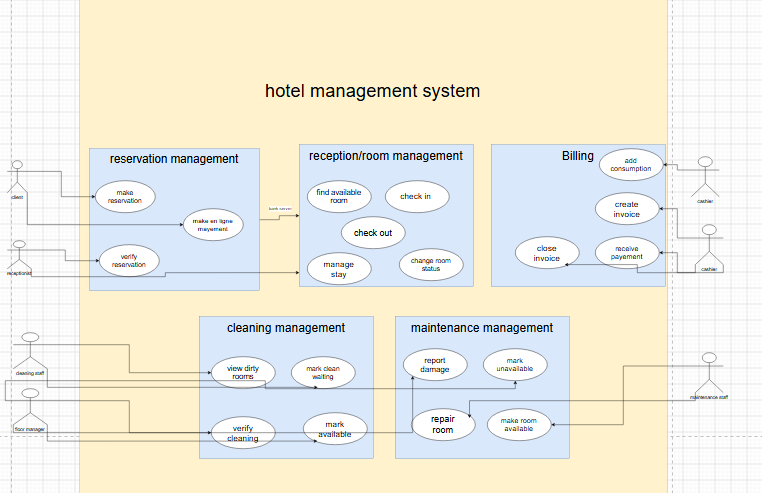 hotel management system
reservation management
reception/room management
Billing
add
consumption
find available
room
check in
make
reservation
client
cashier
create
invoice
make en ligne
mayement
check out
verify
reservation
receptionist
manage
stay
change room
status
close
invoice
receive
payement
cashier
cleaning management
maintenance management
view dirty
rooms
mark clean
waiting
report
damage
mark
unavailable
cleaning staff
maintenance staff
floor manager
verify
cleaning
mark
available
repair
room
make room
available